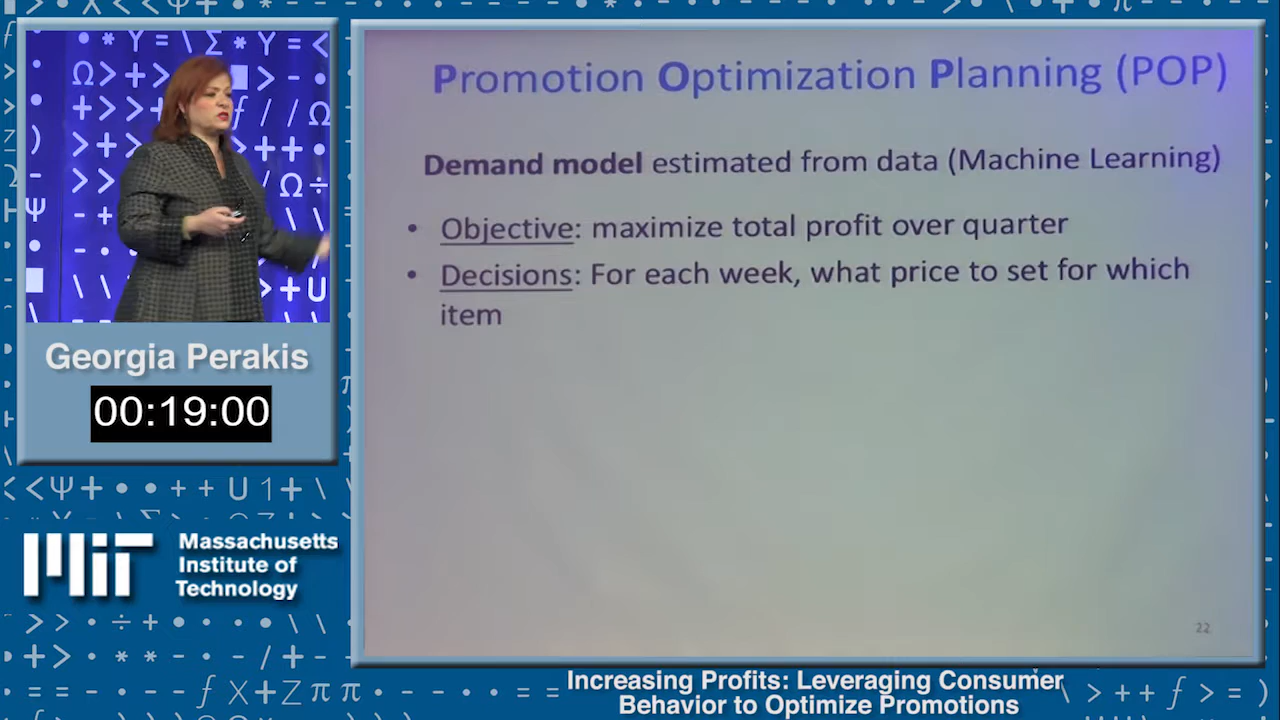 Promotion Optimization Planning (POP)
Demand model estimated from data (Machine Learning)
• Objective: maximize total profit over quarter
• Decisions: For each week, what price to set for which
item
22
Georgia Perakis
00:19:00
MIT
Massachusetts
Institute of
Technology
Increasing Profits: Leveraging Consumer
Behavior to Optimize Promotions